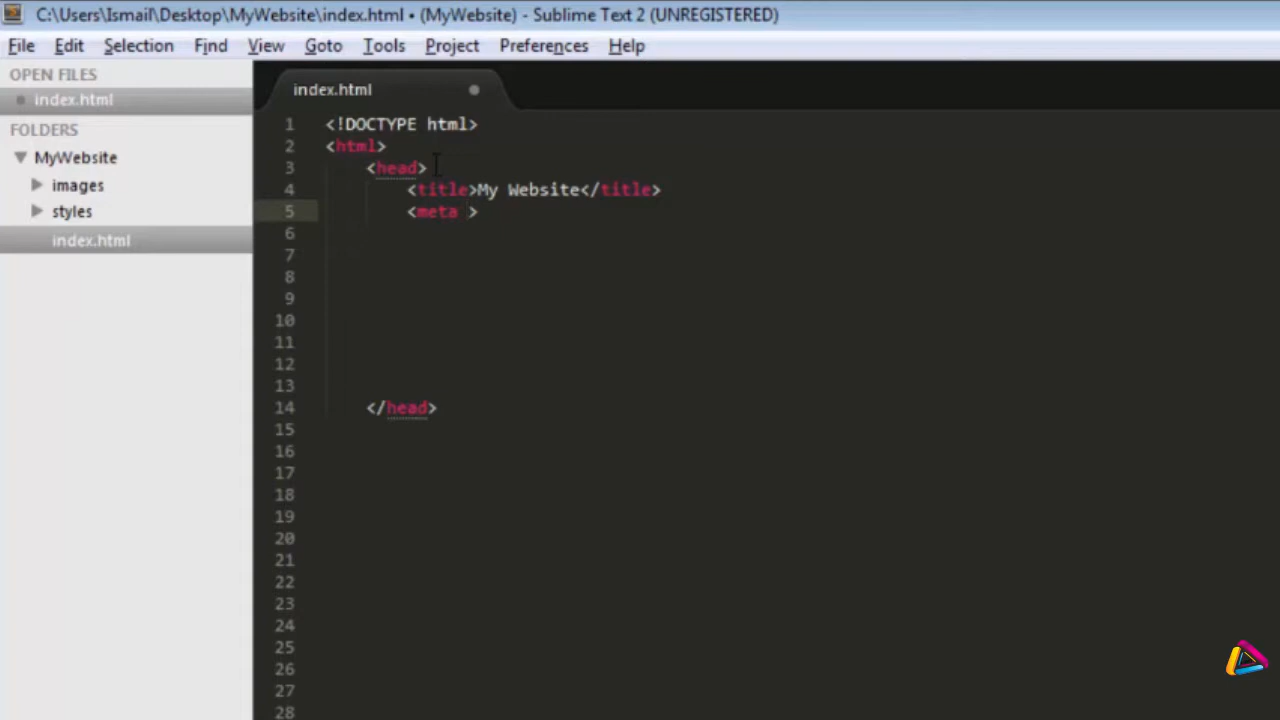 C:\Users\Ismail\Desktop\MyWebsite\index.html • (MyWebsite) - Sublime Text 2 (UNREGISTERED)
File Edit Selection Find View Goto Tools Project Preferences Help
OPEN FILES
index.html
FOLDERS
MyWebsite
images
styles
index.html
index.html
1 <!DOCTYPE html>
2 <html>
3 <head>
4 <title>My Website</title>
5 <meta >
6
7
8
9
10
11
12
13
14 </head>
15
16
17
18
19
20
21
22
23
24
25
26
27
28